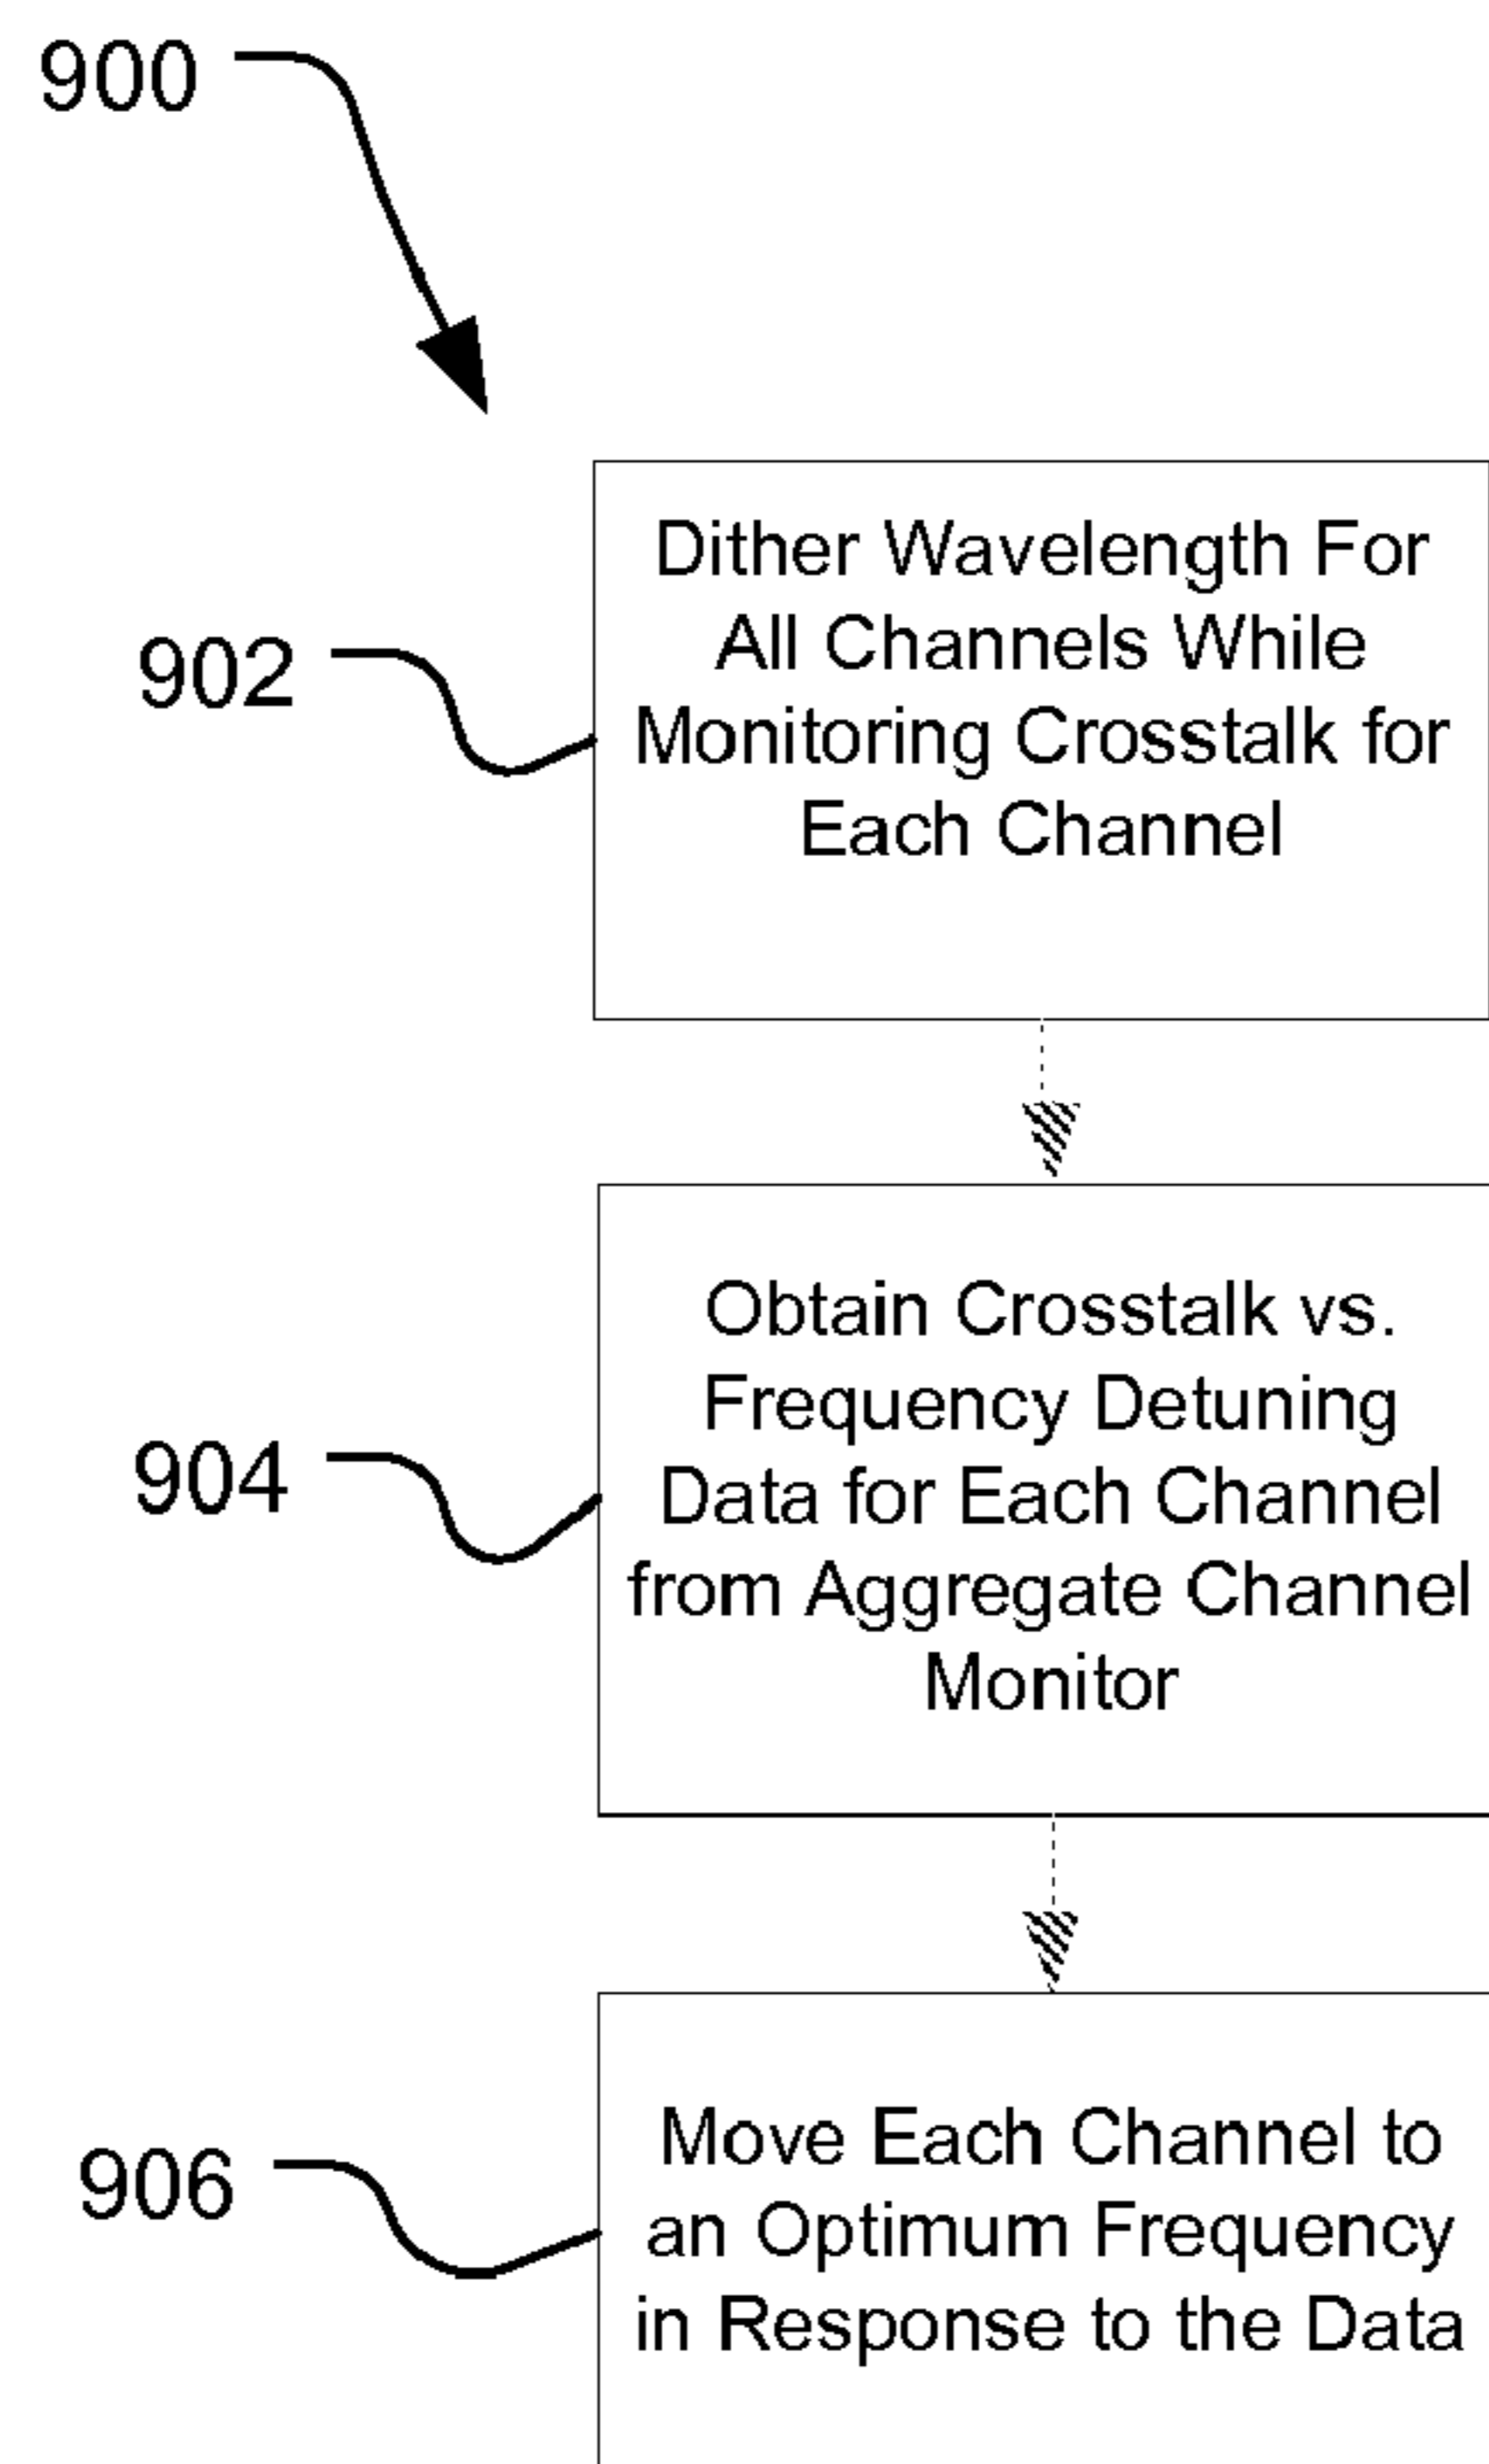 900
902
Dither Wavelength For
All Channels While
Monitoring Crosstalk for
Each Channel
904
Obtain Crosstalk vs.
Frequency Detuning
Data for Each Channel
from Aggregate Channel
Monitor
906
Move Each Channel to
an Optimum Frequency
in Response to the Data